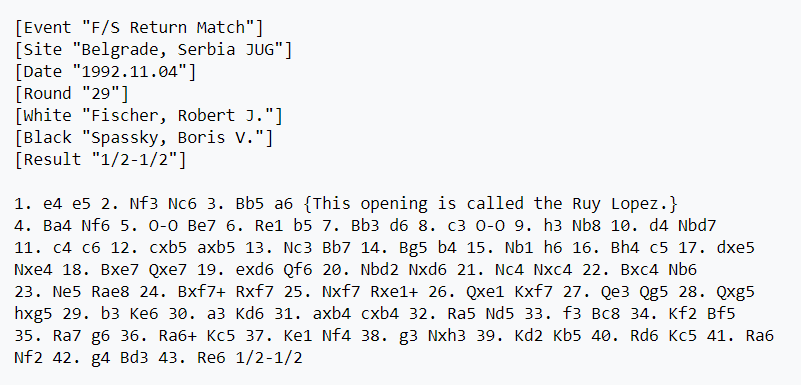 [Event "F/S Return Match"]
[Site "Belgrade, Serbia JUG"]
[Date "1992.11.04"]
[Round "29"]
[White "Fischer, Robert J."]
[Black "Spassky, Boris V."]
[Result "1/2-1/2"]

1. e4 e5 2. Nf3 Nc6 3. Bb5 a6 {This opening is called the Ruy Lopez.}
4. Ba4 Nf6 5. O-O Be7 6. Re1 b5 7. Bb3 d6 8. c3 O-O 9. h3 Nb8 10. d4 Nbd7
11. c4 c6 12. cxb5 axb5 13. Nc3 Bb7 14. Bg5 b4 15. Nb1 h6 16. Bh4 c5 17. dxe5
Nxe4 18. Bxe7 Qxe7 19. exd6 Qf6 20. Nbd2 Nxd6 21. Nc4 Nxc4 22. Bxc4 Nb6
23. Ne5 Rae8 24. Bxf7+ Rxf7 25. Nxf7 Rxe1+ 26. Qxe1 Kxf7 27. Qe3 Qg5 28. Qxg5
hxg5 29. b3 Ke6 30. a3 Kd6 31. axb4 cxb4 32. Ra5 Nd5 33. f3 Bc8 34. Kf2 Bf5
35. Ra7 g6 36. Ra6+ Kc5 37. Ke1 Nf4 38. g3 Nxh3 39. Kd2 Kb5 40. Rd6 Kc5 41. Ra6
Nf2 42. g4 Bd3 43. Re6 1/2-1/2